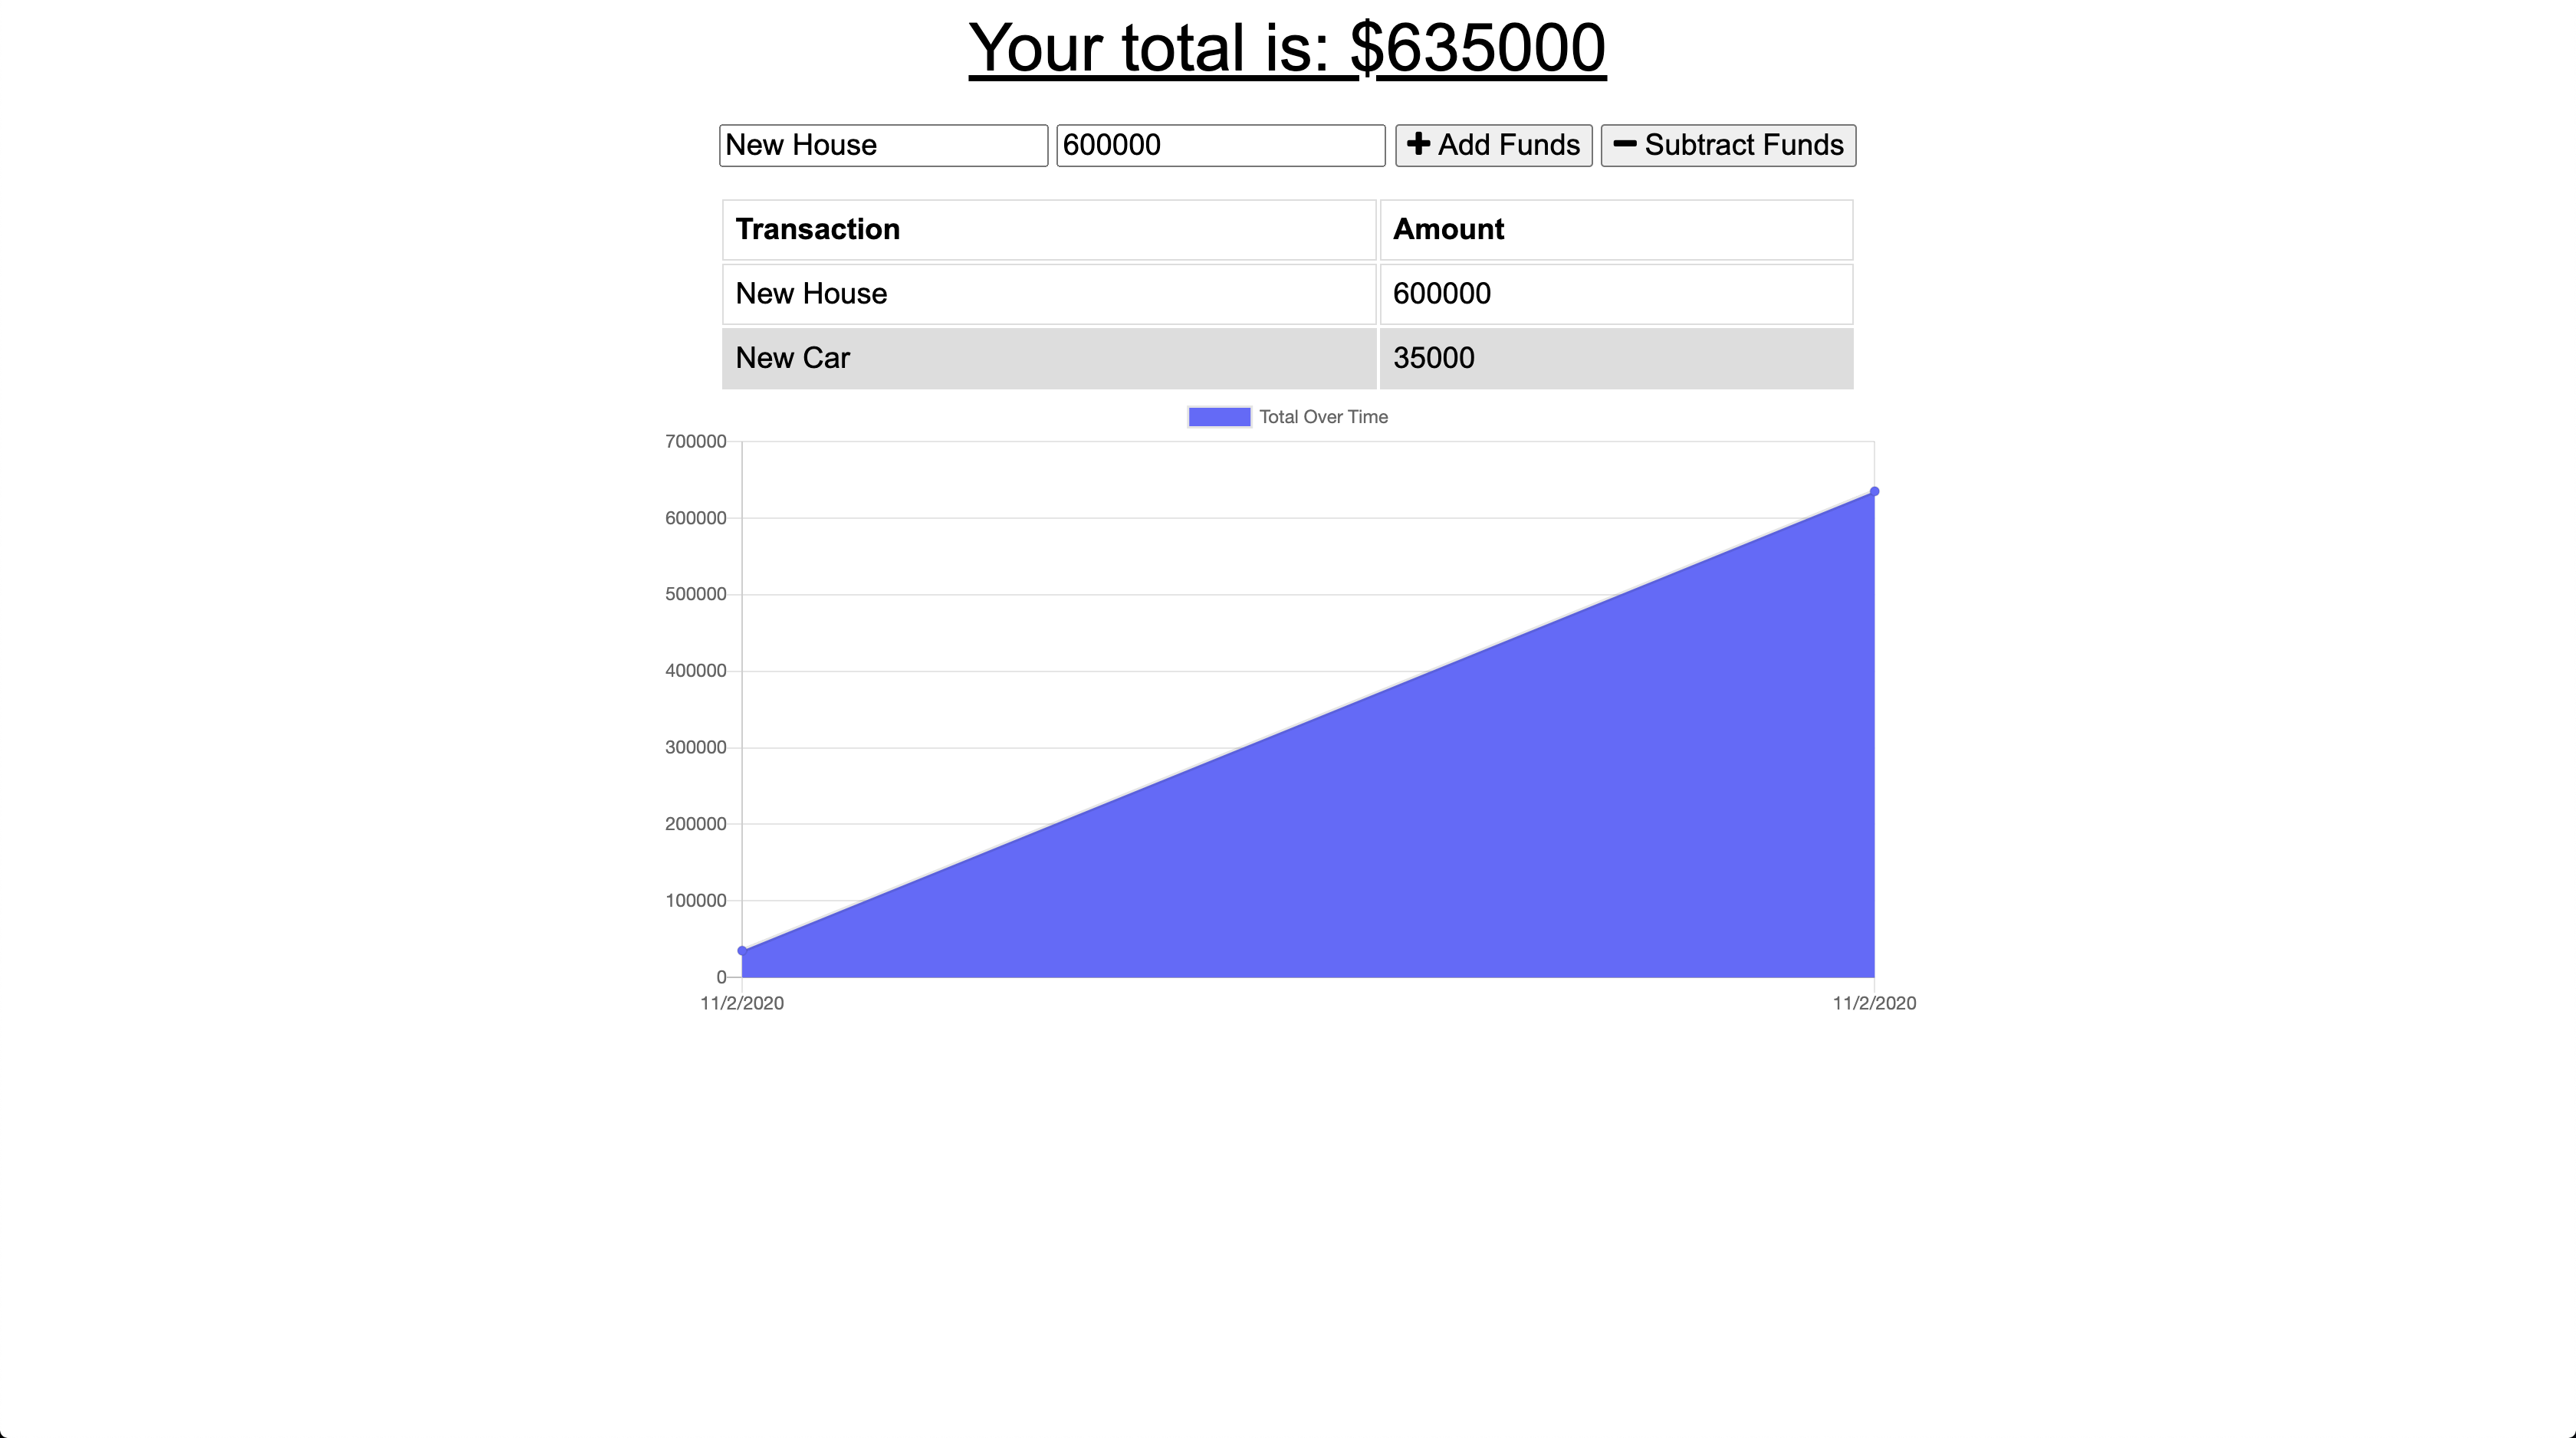 Your total is: $635000
New House 600000 Add Funds Subtract Funds
Transaction Amount
New House 600000
New Car 35000
Total Over Time
700000
600000
500000
400000
300000
200000
100000
0
11/2/2020 11/2/2020